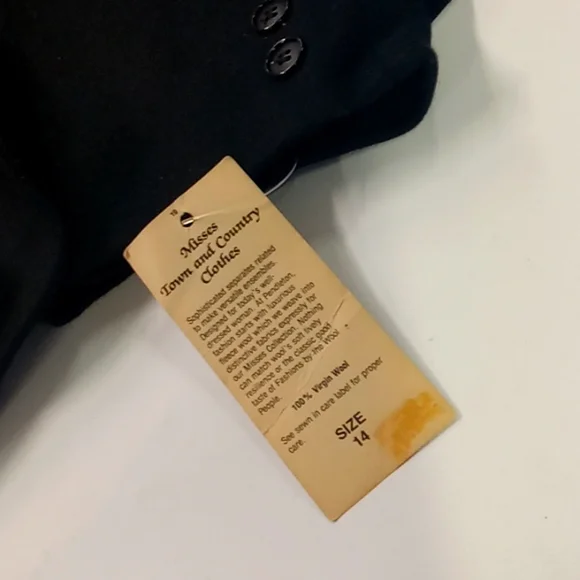 Misses
Town and Country
Clothes
Sophisticated separates related
to make versatile ensembles.
Designed for today's well-
dressed woman. At Pendleton,
fashion starts with luxurious
fleece wool which we weave into
distinctive fabrics expressly for
our Misses Collection. Nothing
can match wool's soft lively
resilience or the classic good
taste of Fashions by the Wool
People.
100% Virgin Wool
See sewn in care label for proper
care.
SIZE
14